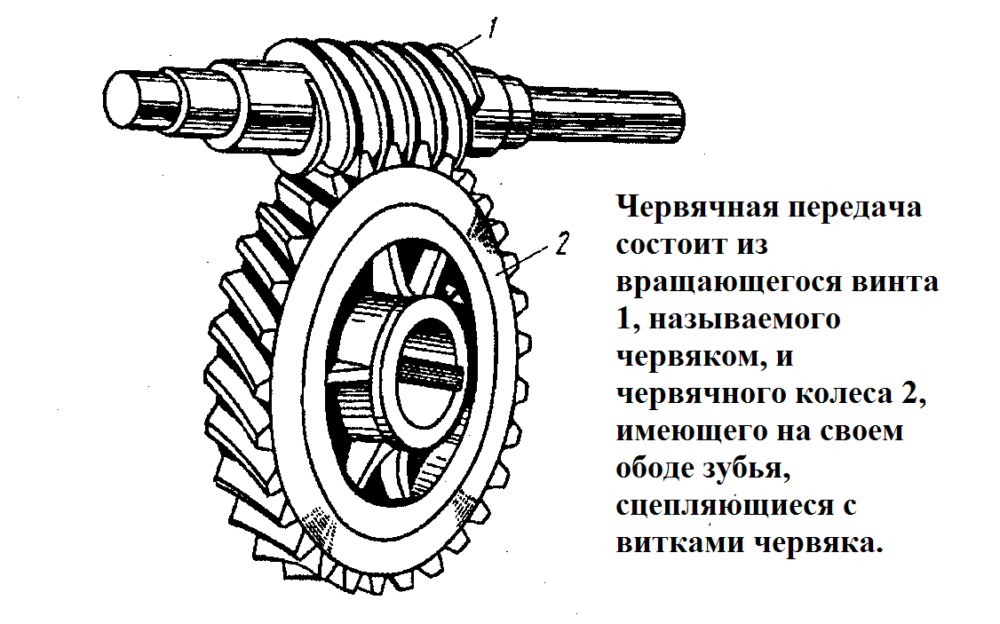 1
2
Червячная передача
состоит из
вращающегося винта
1, называемого
червяком, и
червячного колеса 2,
имеющего на своем
ободе зубья,
сцепляющиеся с
витками червяка.